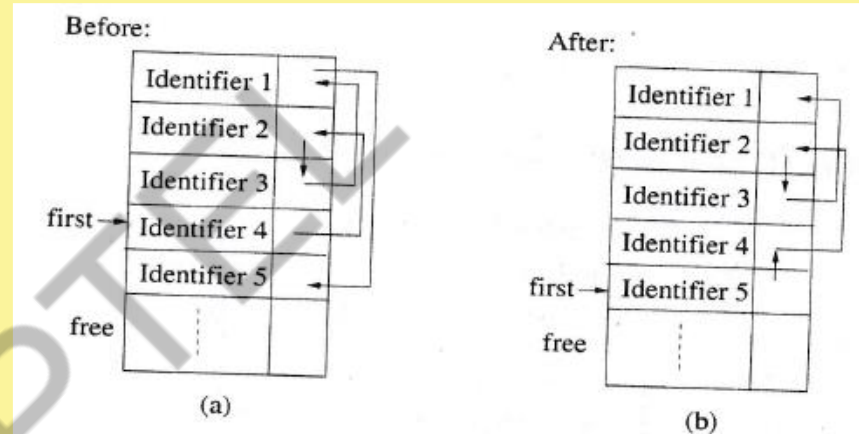 Before:
Identifier 1
Identifier 2
Identifier 3
first
Identifier 4
Identifier 5
free
(a)
After:
Identifier 1
Identifier 2
Identifier 3
Identifier 4
first
Identifier 5
free
(b)
PTEL